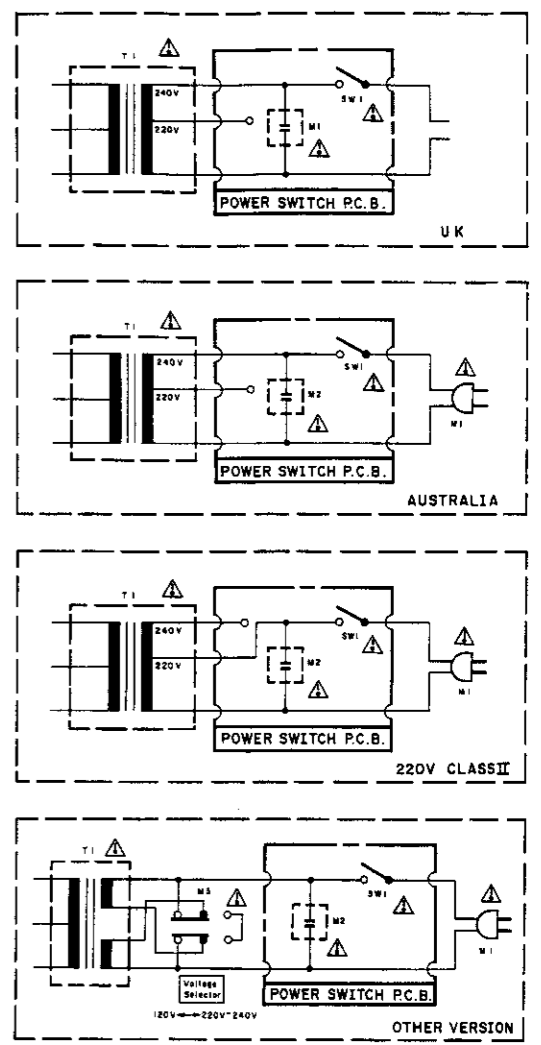 T1
240V
220V
SW1
M1
POWER SWITCH P.C.B.
UK
T1
240V
220V
SW1
M2
M1
POWER SWITCH P.C.B.
AUSTRALIA
T1
240V
220V
SW1
M2
M1
POWER SWITCH P.C.B.
220V CLASSII
T1
M3
SW1
M2
M1
Voltage
Selector
POWER SWITCH P.C.B.
120V ↔ 220V~240V
OTHER VERSION